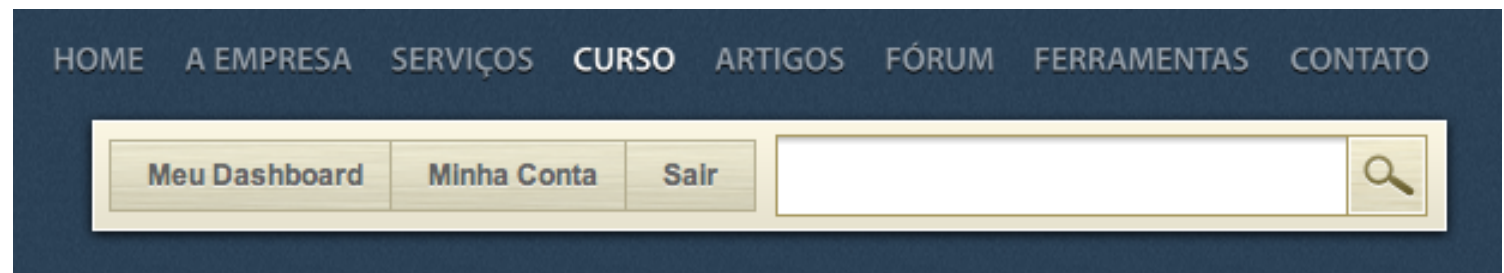 HOME A EMPRESA SERVIÇOS CURSO ARTIGOS FÓRUM FERRAMENTAS CONTATO
Meu Dashboard Minha Conta Sair